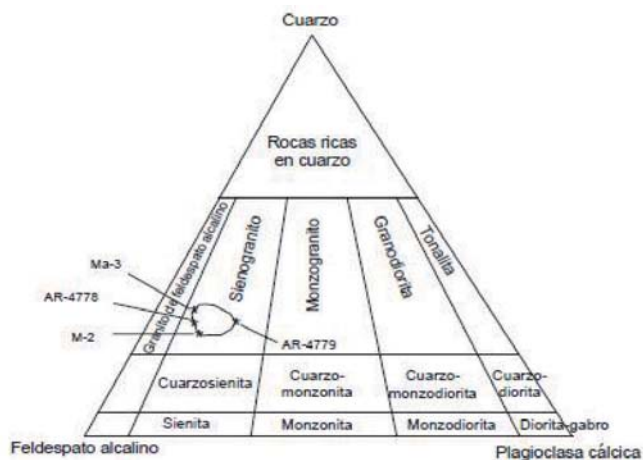 Cuarzo
Rocas ricas
en cuarzo
Granito de feldespato alcalino
Sienogranito
Monzogranito
Granodiorita
Tonalita
Ma-3
AR-4778
M-2
AR-4779
Cuarzosienita
Cuarzo-
monzonita
Cuarzo-
monzodiorita
Cuarzo-
diorita
Sienita
Monzonita
Monzodiorita
Diorita-gabro
Feldespato alcalino
Plagioclasa cálcica